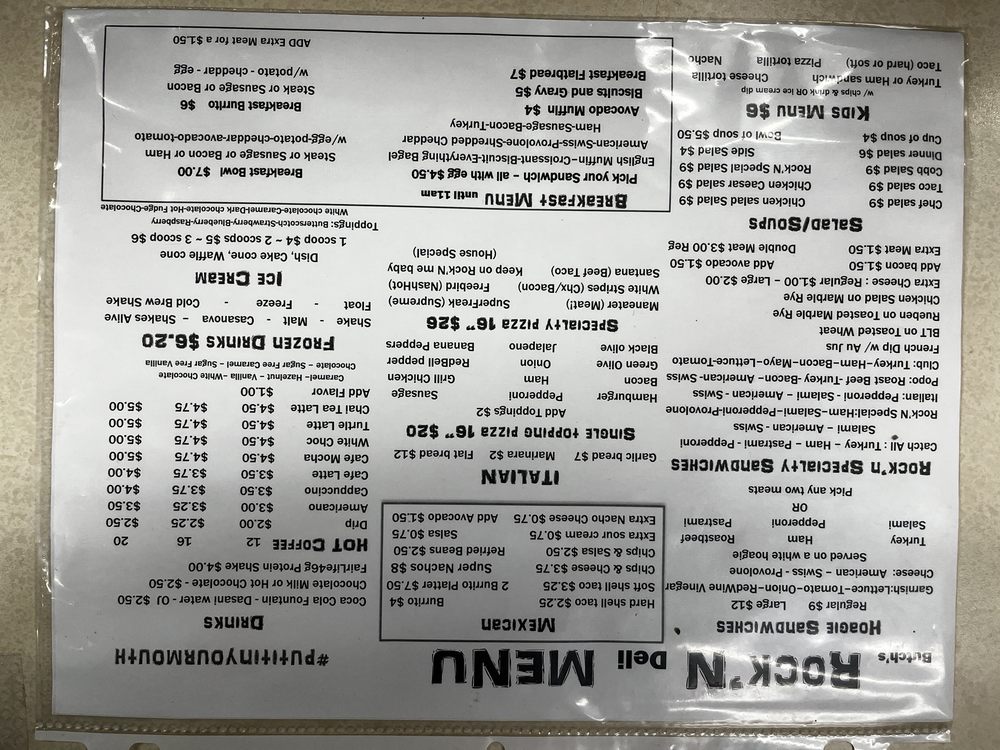 Butch's ROCK'N Deli MENU #PUTITINYOURMOUTH
HOAGIE SANDWICHES
Regular $9 Large $12
Garnish:Lettuce-Tomato-Onion-RedWine Vinegar
Cheese: American – Swiss - Provolone
Served on a white hoagie
Turkey Ham Roastbeef
Salami Pepperoni Pastrami
OR
Pick any two meats
ROCK'N SPECIALTY SANDWICHES
Catch All : Turkey – Ham – Pastrami - Pepperoni
Salami – American - Swiss
Rock'N Special:Ham-Salami-Pepperoni-Provolone
Italian: Pepperoni - Salami – American - Swiss
Popo: Roast Beef-Turkey-Bacon-American-Swiss
Club: Turkey-Ham-Bacon-Mayo-Lettuce-Tomato
French Dip w/ Au Jus
BLT on Toasted Wheat
Rueben on Toasted Marble Rye
Chicken Salad on Marble Rye
Extra Cheese : Regular $1.00 – Large $2.00
Add bacon $1.50 Add avocado $1.50
Extra Meat $1.50 Double Meat $3.00 Reg
SALAD/SOUPS
Chef salad $9 Chicken salad Salad $9
Taco salad $9 Chicken Caesar salad $9
Cobb Salad $9 Rock'N Special Salad $9
Dinner salad $6 Side Salad $4
Cup of soup $4 Bowl of soup $5.50
KIDS MENU $6
w/ chips & drink OR ice cream dip
Turkey or Ham sandwich Cheese tortilla
Taco (hard or soft) Pizza tortilla Nacho
MEXICAN
Hard shell taco $2.25 Burrito $4
Soft shell taco $3.25 2 Burrito Platter $7.50
Chips & Cheese $3.75 Super Nachos $8
Chips & Salsa $2.50 Refried Beans $2.50
Extra sour cream $0.75 Salsa $0.75
Extra Nacho Cheese $0.75 Add Avocado $1.50
ITALIAN
Garlic bread $7 Marinara $2 Flat bread $12
SINGLE TOPPING PIZZA 16" $20
Add Toppings $2
Hamburger Pepperoni Sausage
Bacon Ham Grill Chicken
Green Olive Onion RedBell pepper
Black olive Jalapeno Banana Peppers
SPECIALTY PIZZA 16" $26
Maneater (Meat!) SuperFreak (Supreme)
White Stripes (Chx/Bacon) Freebird (NashHot)
Santana (Beef Taco) Keep on Rock'N me baby
(House Special)
BREAKFAST MENU until 11am
Pick your Sandwich – all with egg $4.50
English Muffin-Croissant-Biscuit-Everything Bagel
American-Swiss-Provolone-Shredded Cheddar
Ham-Sausage-Bacon-Turkey
Avocado Muffin $4
Biscuits and Gravy $5
Breakfast Flatbread $7
Breakfast Bowl $7.00
Steak or Sausage or Bacon or Ham
w/egg-potato-cheddar-avocado-tomato
Breakfast Burrito $6
Steak or Sausage or Bacon
w/potato - cheddar - egg
ADD Extra Meat for a $1.50
DRINKS
Coca Cola Fountain - Dasani water - OJ $2.50
Chocolate Milk or Hot Chocolate - $2.50
FairLife46g Protein Shake $4.00
HOT COFFEE 12 16 20
Drip $2.00 $2.25 $2.50
Americano $3.00 $3.25 $3.50
Cappuccino $3.50 $3.75 $4.00
Cafe Latte $3.50 $3.75 $4.00
Cafe Mocha $4.50 $4.75 $5.00
White Choc $4.50 $4.75 $5.00
Turtle Latte $4.50 $4.75 $5.00
Chai Tea Latte $4.50 $4.75 $5.00
Add Flavor $1.00
Caramel- Hazelnut – Vanilla –White Chocolate
Chocolate – Sugar Free Caramel – Sugar Free Vanilla
FROZEN DRINKS $6.20
Shake - Malt - Casanova – Shakes Alive
Float - Freeze - Cold Brew Shake
ICE CREAM
Dish, Cake cone, Waffle cone
1 scoop $4 ~ 2 scoops $5 ~ 3 scoop $6
Toppings: Butterscotch-Strawberry-Blueberry-Raspberry
White chocolate-Caramel-Dark chocolate-Hot Fudge-Chocolate